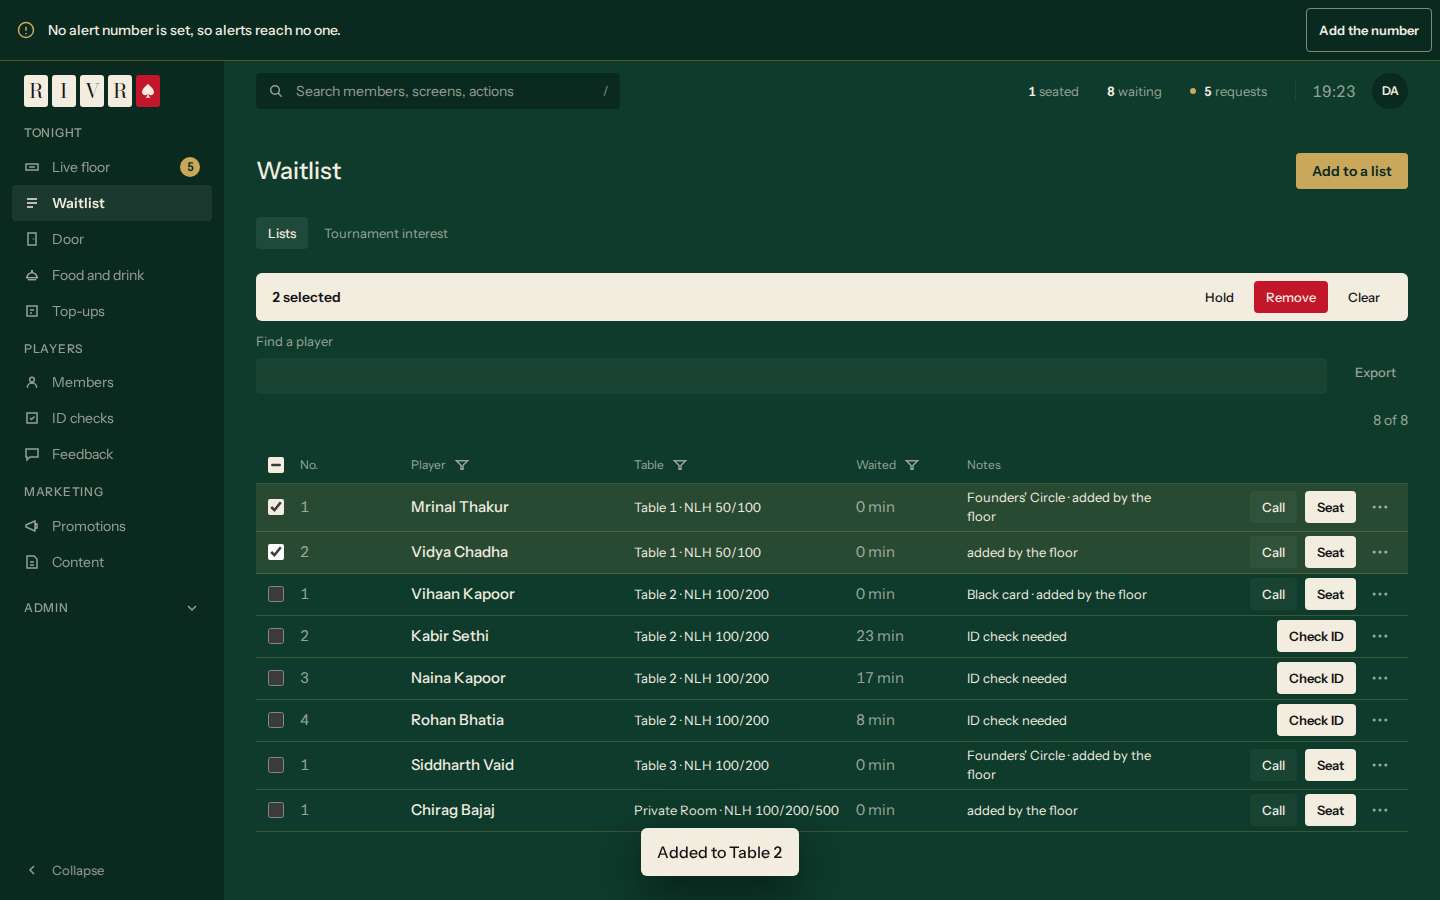 No alert number is set, so alerts reach no one.
Add the number
R I V R
Search members, screens, actions /
1 seated
8 waiting
5 requests
19:23
DA
TONIGHT
Live floor 5
Waitlist
Door
Food and drink
Top-ups
PLAYERS
Members
ID checks
Feedback
MARKETING
Promotions
Content
ADMIN
Collapse
Waitlist
Add to a list
Lists
Tournament interest
2 selected
Hold
Remove
Clear
Find a player
Export
8 of 8
No. Player Table Waited Notes
1 Mrinal Thakur Table 1 · NLH 50/100 0 min Founders' Circle · added by the
floor
Call Seat
2 Vidya Chadha Table 1 · NLH 50/100 0 min added by the floor Call Seat
1 Vihaan Kapoor Table 2 · NLH 100/200 0 min Black card · added by the floor Call Seat
2 Kabir Sethi Table 2 · NLH 100/200 23 min ID check needed Check ID
3 Naina Kapoor Table 2 · NLH 100/200 17 min ID check needed Check ID
4 Rohan Bhatia Table 2 · NLH 100/200 8 min ID check needed Check ID
1 Siddharth Vaid Table 3 · NLH 100/200 0 min Founders' Circle · added by the
floor
Call Seat
1 Chirag Bajaj Private Room · NLH 100/200/500 0 min added by the floor Call Seat
Added to Table 2